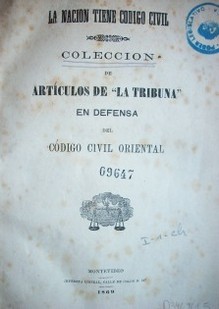 LA NACION TIENE CODIGO CIVIL
COLECCION
DE
ARTÍCULOS DE “LA TRIBUNA”
EN DEFENSA
DEL
CÓDIGO CIVIL ORIENTAL
69647
MONTEVIDEO
1869